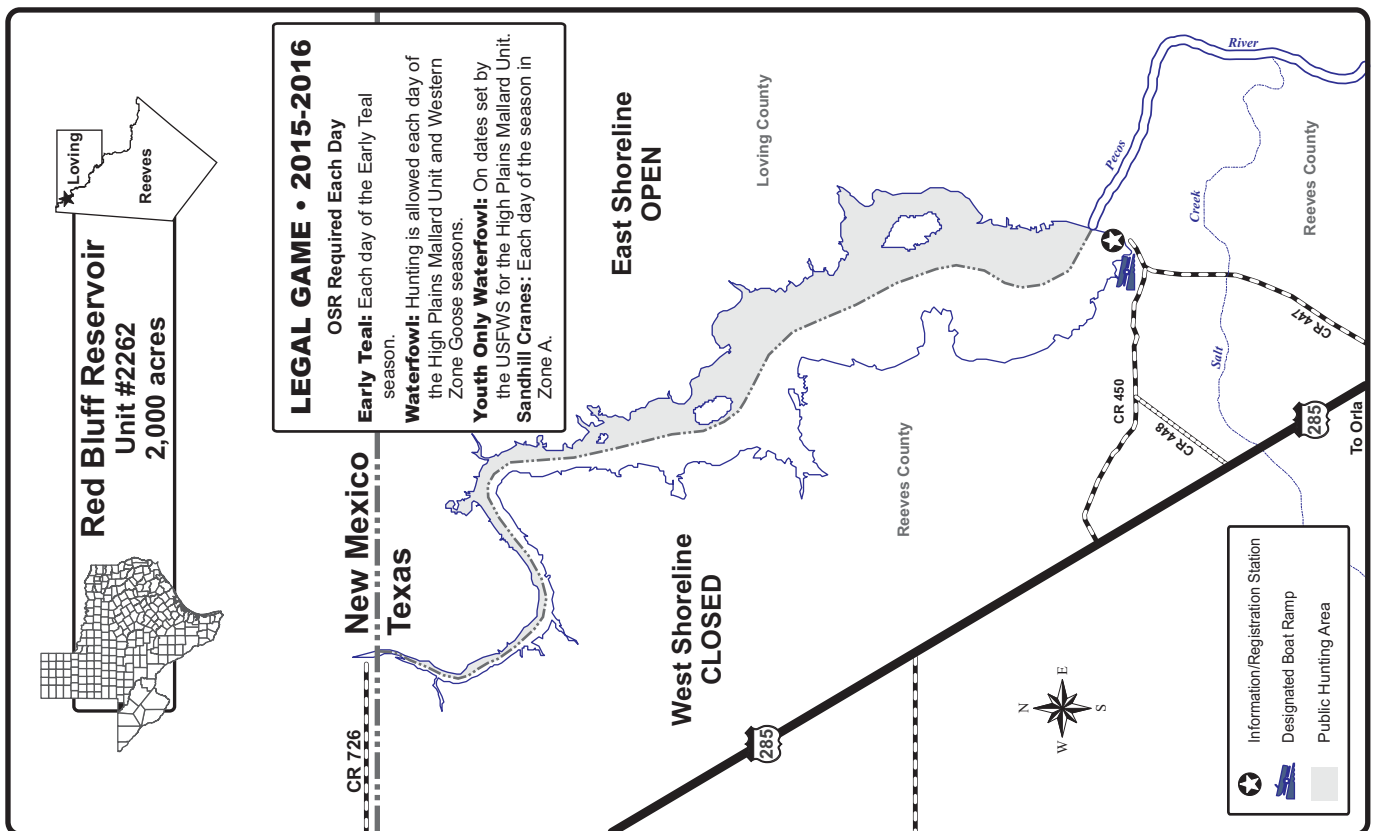 Red Bluff Reservoir
Unit #2262
2,000 acres
Loving
Reeves
LEGAL GAME • 2015-2016
OSR Required Each Day
Early Teal: Each day of the Early Teal
season.
Waterfowl: Hunting is allowed each day of
the High Plains Mallard Unit and Western
Zone Goose seasons.
Youth Only Waterfowl: On dates set by
the USFWS for the High Plains Mallard Unit.
Sandhill Cranes: Each day of the season in
Zone A.
New Mexico
Texas
CR 726
East Shoreline
OPEN
Loving County
West Shoreline
CLOSED
Reeves County
285
Pecos
River
Salt
Creek
Reeves County
CR 450
CR 448
CR 447
285
To Orla
N
W
E
S
Information/Registration Station
Designated Boat Ramp
Public Hunting Area